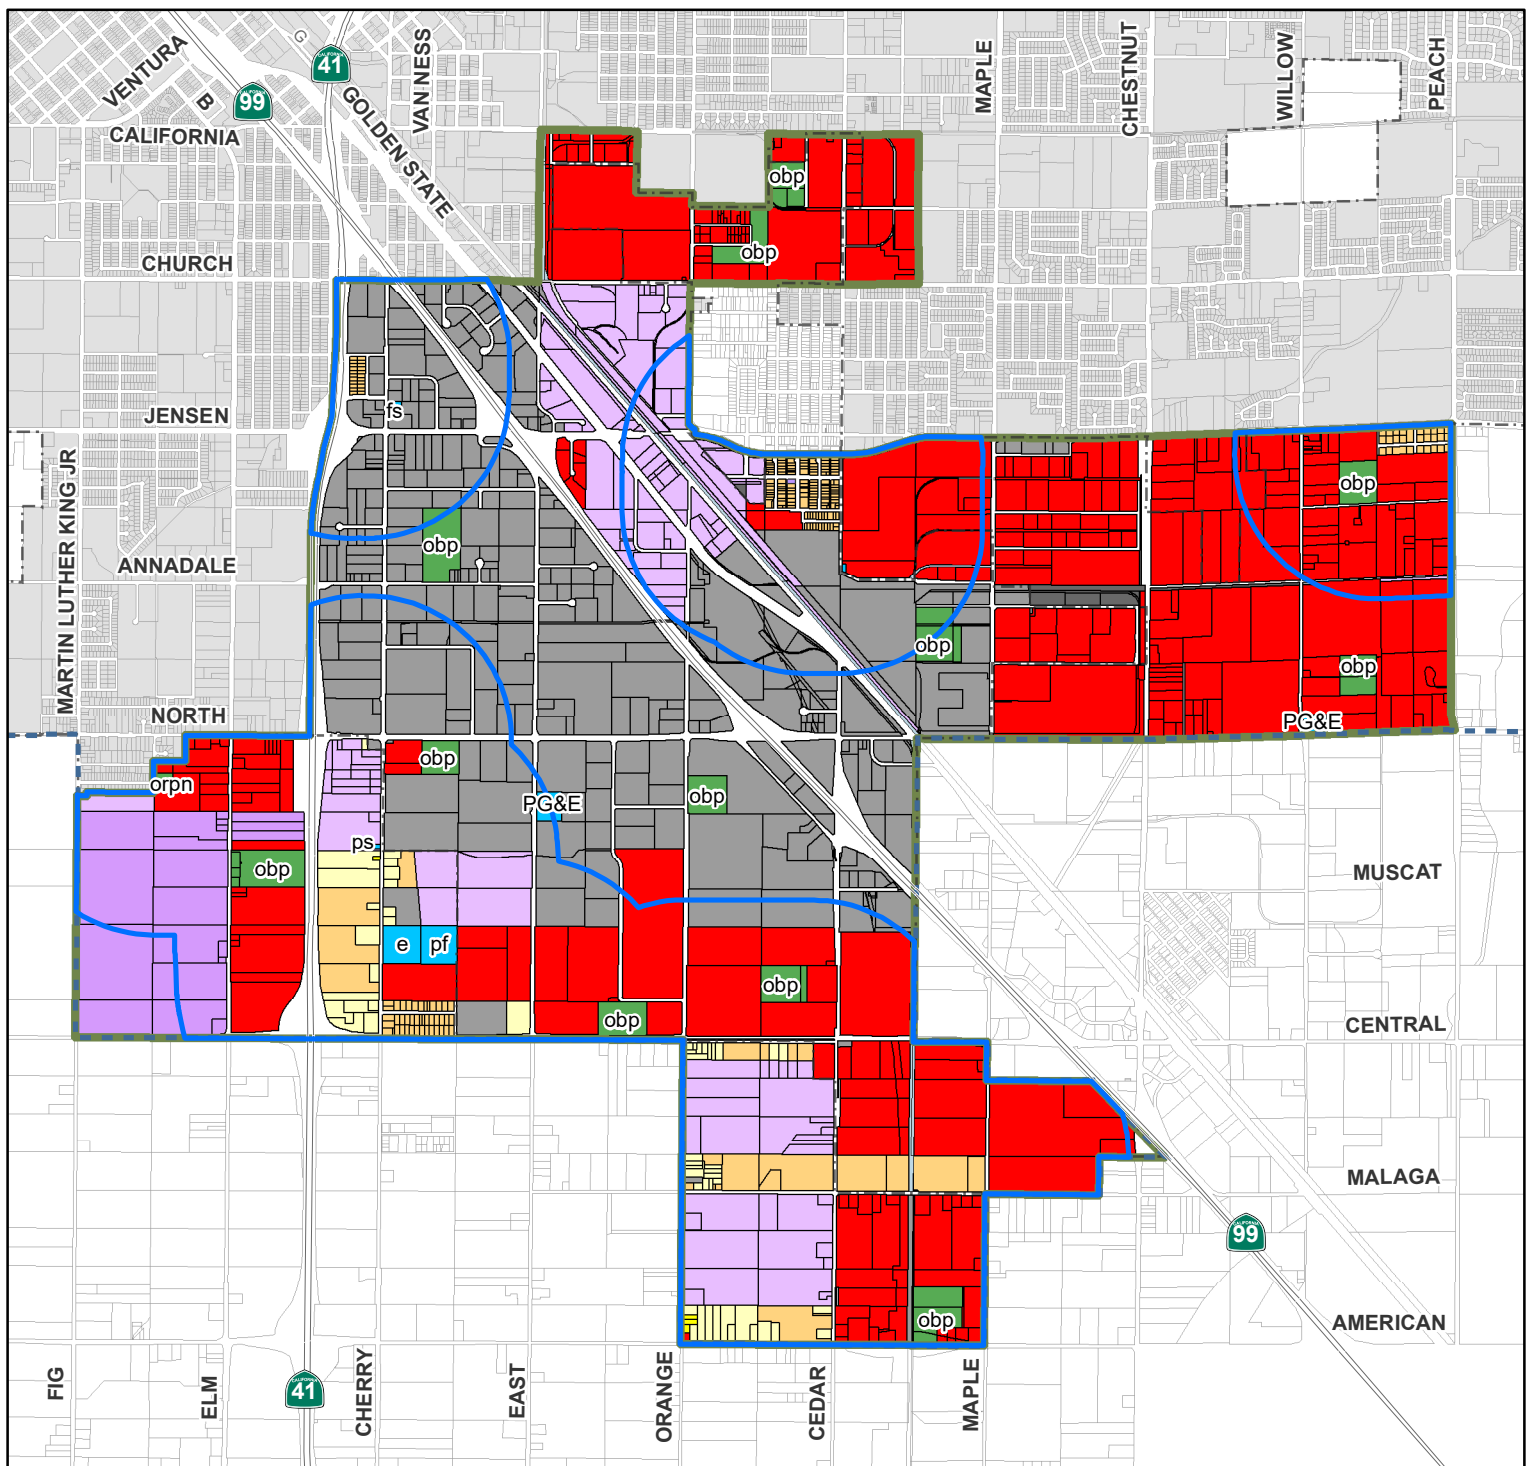 G
41
VAN NESS
VENTURA
B
99
CALIFORNIA
GOLDEN STATE
MAPLE
CHESTNUT
WILLOW
PEACH
obp
obp
CHURCH
JENSEN
fs
MARTIN LUTHER KING JR
ANNADALE
obp
obp
obp
obp
NORTH
PG&E
orpn
obp
PG&E
obp
ps
obp
MUSCAT
e
pf
obp
obp
CENTRAL
MALAGA
99
obp
AMERICAN
FIG
41
ELM
CHERRY
EAST
ORANGE
CEDAR
MAPLE